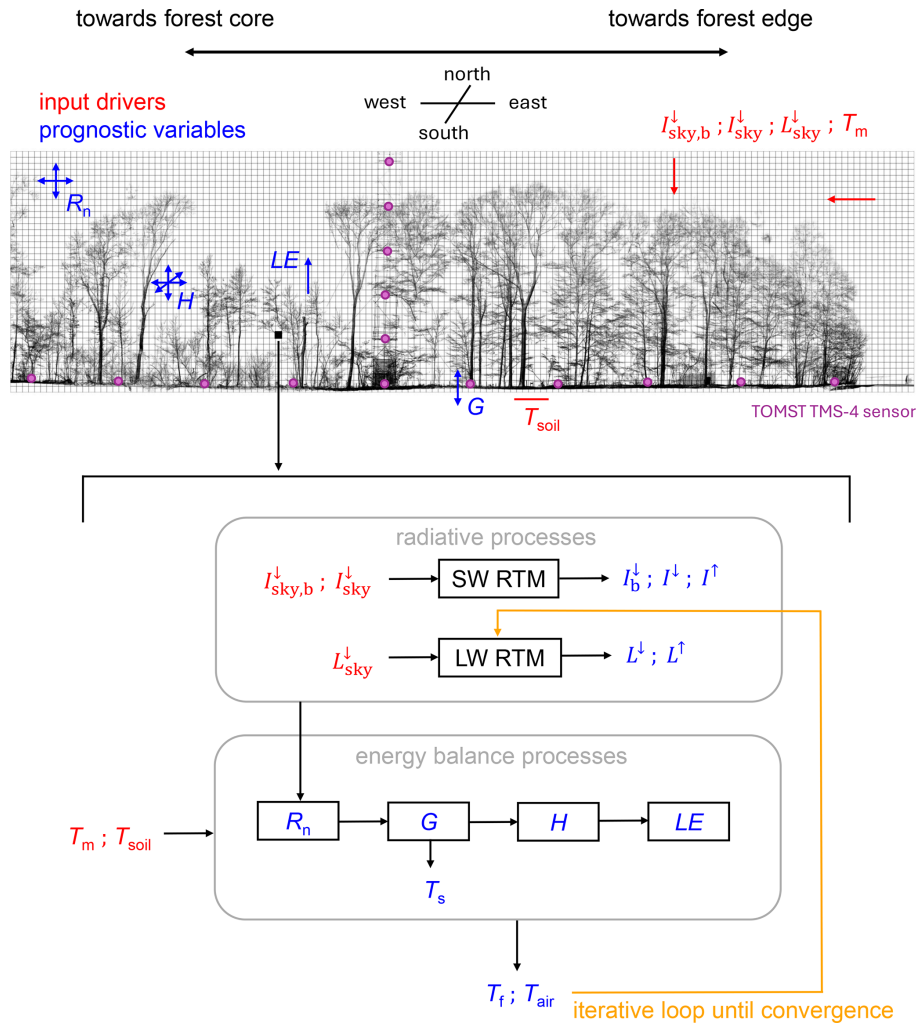 towards forest core
towards forest edge
north
west
east
south
input drivers
prognostic variables
I↓sky,b ; I↓sky ; L↓sky ; Tm
Rn
LE
H
G
Tsoil
TOMST TMS-4 sensor
radiative processes
I↓sky,b ; I↓sky
SW RTM
I↓b ; I↓ ; I↑
L↓sky
LW RTM
L↓ ; L↑
energy balance processes
Tm ; Tsoil
Rn
G
H
LE
Ts
Tf ; Tair
iterative loop until convergence